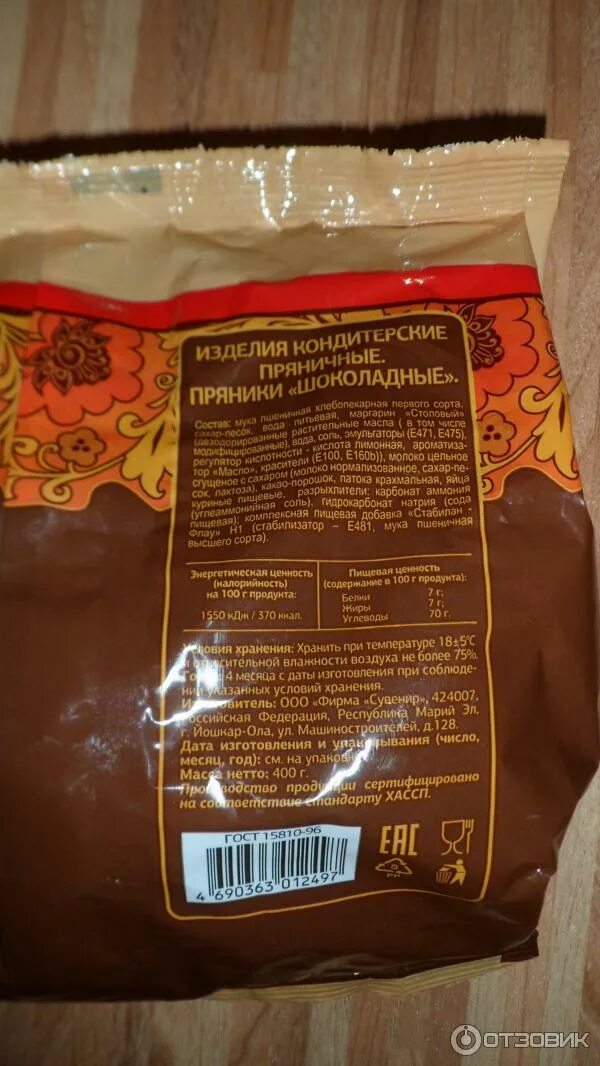 ИЗДЕЛИЯ КОНДИТЕРСКИЕ
ПРЯНИЧНЫЕ.
ПРЯНИКИ «ШОКОЛАДНЫЕ».
Состав: мука пшеничная хлебопекарная первого сорта,
сахар-песок, вода питьевая, маргарин «Столовый»
(дезодорированные растительные масла ( в том числе
модифицированные), вода, соль, эмульгаторы (Е471, Е475),
регулятор кислотности - кислота лимонная, ароматиза-
тор «Масло», красители (Е100, Е160b)), молоко цельное
сгущеное с сахаром (молоко нормализованное, сахар-пе-
сок, лактоза), какао-порошок, патока крахмальная, яйца
куриные пищевые, разрыхлители: карбонат аммония
(углеаммонийная соль), гидрокарбонат натрия (сода
пищевая); комплексная пищевая добавка «Стабилан -
Флау» Н1 (стабилизатор – Е481, мука пшеничная
высшего сорта).
Энергетическая ценность
(калорийность)
на 100 г продукта:
1550 кДж / 370 ккал.
Пищевая ценность
(содержание в 100 г продукта):
Белки 7 г;
Жиры 7 г;
Углеводы 70 г.
Условия хранения: Хранить при температуре 18±5°С
и относительной влажности воздуха не более 75%.
4 месяца с даты изготовления при соблюде-
нии указанных условий хранения.
Изготовитель: ООО «Фирма «Сувенир», 424007,
Российская Федерация, Республика Марий Эл,
г. Йошкар-Ола, ул. Машиностроителей, д.128.
Дата изготовления и упаковывания (число,
месяц, год): см. на упаковке
Масса нетто: 400 г.
Производство продукции сертифицировано
на соответствие стандарту ХАССП.
ГОСТ 15810-96
4 690363 012497
ЕАС
5
PP
ОТЗОВИК